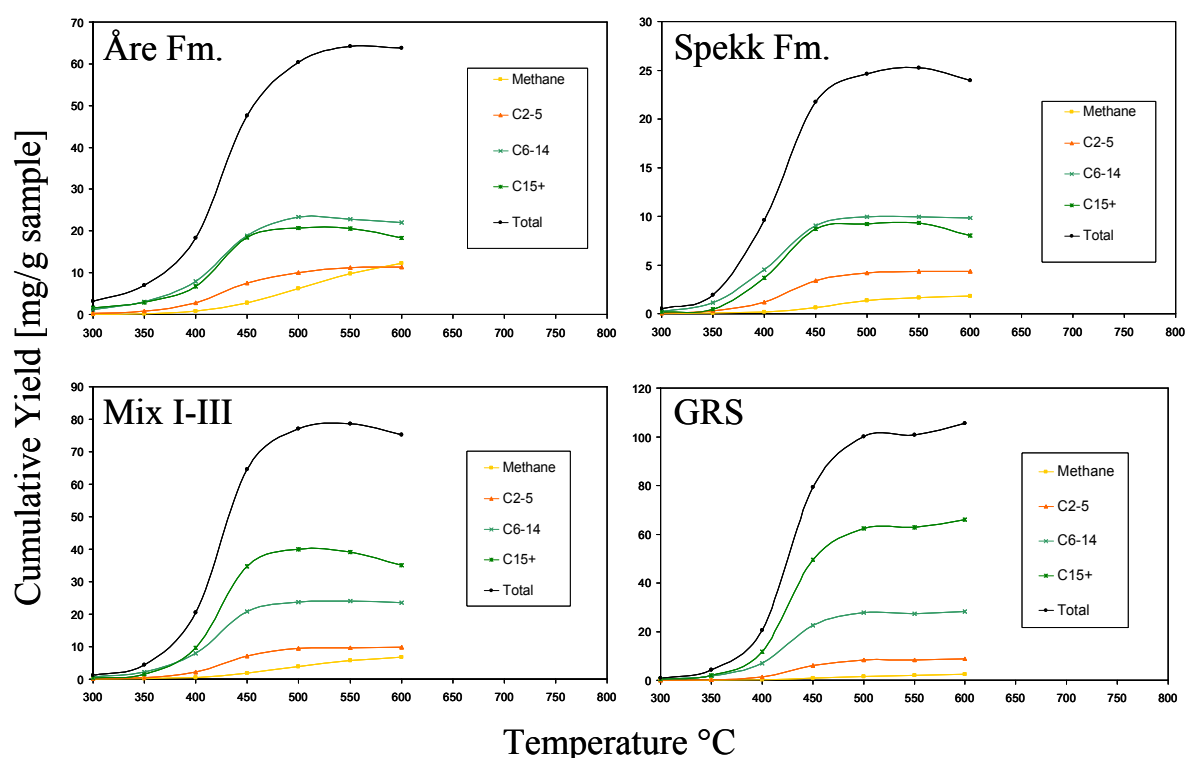 Cumulative Yield [mg/g sample]
Åre Fm.
70
60
50
40
30
20
10
0
300 350 400 450 500 550 600 650 700 750 800
Methane
C2-5
C6-14
C15+
Total
Spekk Fm.
30
25
20
15
10
5
0
300 350 400 450 500 550 600 650 700 750 800
Methane
C2-5
C6-14
C15+
Total
Mix I-III
90
80
70
60
50
40
30
20
10
0
300 350 400 450 500 550 600 650 700 750 800
Methane
C2-5
C6-14
C15+
Total
GRS
120
100
80
60
40
20
0
300 350 400 450 500 550 600 650 700 750 800
Methane
C2-5
C6-14
C15+
Total
Temperature °C